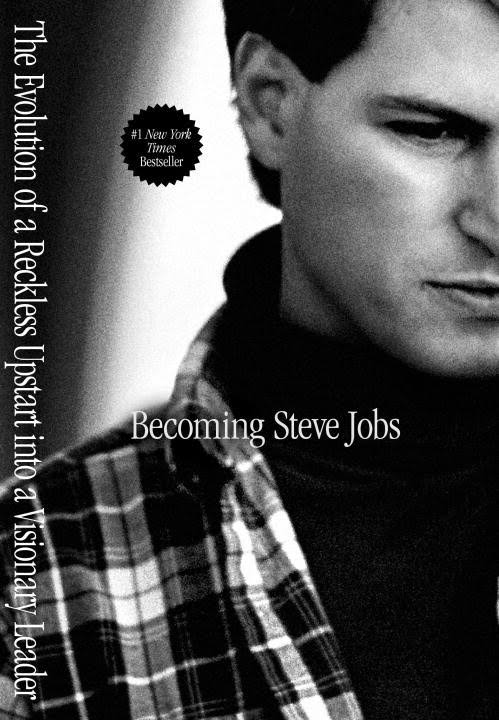 The Evolution of a Reckless Upstart into a Visionary Leader
#1 New York
Times
Bestseller
Becoming Steve Jobs